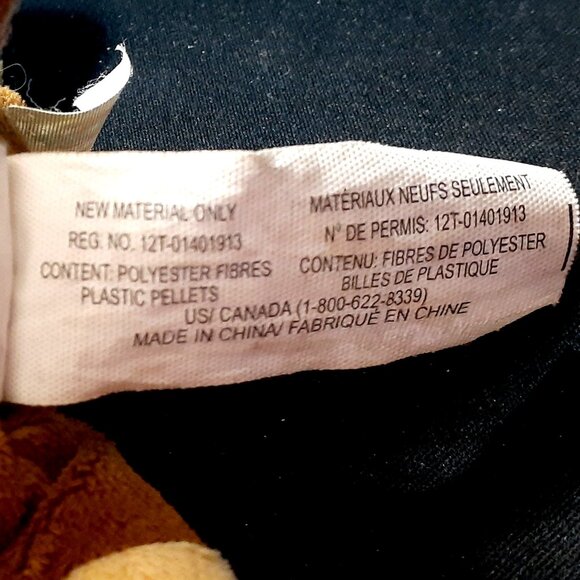 NEW MATERIAL ONLY
REG. NO. 12T-01401913
CONTENT: POLYESTER FIBRES
PLASTIC PELLETS
MATÉRIAUX NEUFS SEULEMENT
N° DE PERMIS: 12T-01401913
CONTENU: FIBRES DE POLYESTER
BILLES DE PLASTIQUE
US/ CANADA (1-800-622-8339)
MADE IN CHINA/ FABRIQUÉ EN CHINE